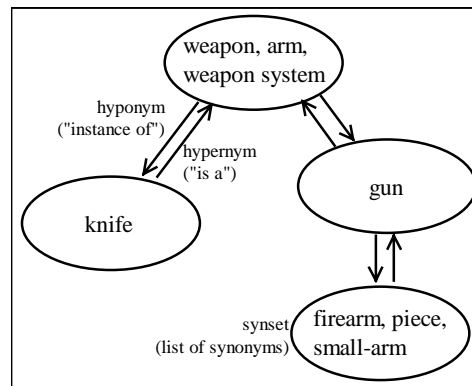 weapon, arm,
weapon system
hyponym
("instance of")
hypernym
("is a")
knife
gun
synset
(list of synonyms)
firearm, piece,
small-arm